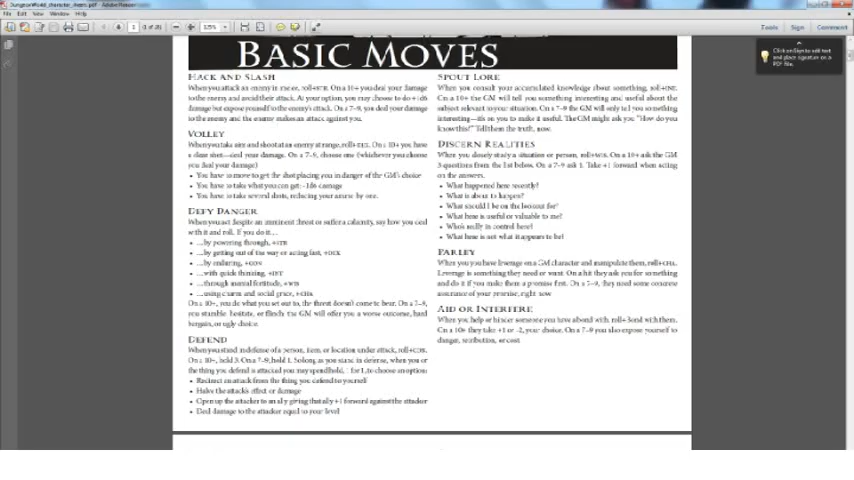 DungeonWorld_character_sheets.pdf - Adobe Reader
File Edit View Window Help
1
125%
Tools Sign Comment
Click on Sign to add text
and place signature on a
PDF file.
BASIC MOVES
HACK AND SLASH
When you attack an enemy in melee, roll+STR. On a 10+ you deal your damage
to the enemy and avoid their attack. At your option, you may choose to do +1d6
damage but expose yourself to the enemy's attack. On a 7–9, you deal your damage
to the enemy and the enemy makes an attack against you.
VOLLEY
When you take aim and shoot at an enemy at range, roll+DEX. On a 10+ you have
a clear shot—deal your damage. On a 7–9, choose one (whichever you choose
you deal your damage)
• You have to move to get the shot placing you in danger of the GM's choice
• You have to take what you can get: -1d6 damage
• You have to take several shots, reducing your ammo by one.
DEFY DANGER
When you act despite an imminent threat or suffer a calamity, say how you deal
with it and roll. If you do it…
• …by powering through, +STR
• …by getting out of the way or acting fast, +DEX
• …by enduring, +CON
• …with quick thinking, +INT
• …through mental fortitude, +WIS
• …using charm and social grace, +CHA
On a 10+, you do what you set out to, the threat doesn't come to bear. On a 7–9,
you stumble, hesitate, or flinch: the GM will offer you a worse outcome, hard
bargain, or ugly choice.
DEFEND
When you stand in defense of a person, item, or location under attack, roll+CON.
On a 10+, hold 3. On a 7–9, hold 1. So long as you stand in defense, when you or
the thing you defend is attacked you may spend hold, 1 for 1, to choose an option:
• Redirect an attack from the thing you defend to yourself
• Halve the attack's effect or damage
• Open up the attacker to an ally giving that ally +1 forward against the attacker
• Deal damage to the attacker equal to your level
SPOUT LORE
When you consult your accumulated knowledge about something, roll+INT.
On a 10+ the GM will tell you something interesting and useful about the
subject relevant to your situation. On a 7–9 the GM will only tell you something
interesting—it's on you to make it useful. The GM might ask you "How do you
know this?" Tell them the truth, now.
DISCERN REALITIES
When you closely study a situation or person, roll+WIS. On a 10+ ask the GM
3 questions from the list below. On a 7–9 ask 1. Take +1 forward when acting
on the answers.
• What happened here recently?
• What is about to happen?
• What should I be on the lookout for?
• What here is useful or valuable to me?
• Who's really in control here?
• What here is not what it appears to be?
PARLEY
When you you have leverage on a GM character and manipulate them, roll+CHA.
Leverage is something they need or want. On a hit they ask you for something
and do it if you make them a promise first. On a 7–9, they need some concrete
assurance of your promise, right now
AID OR INTERFERE
When you help or hinder someone you have a bond with, roll+bond with them.
On a 10+ they take +1 or -2, your choice. On a 7–9 you also expose yourself to
danger, retribution, or cost